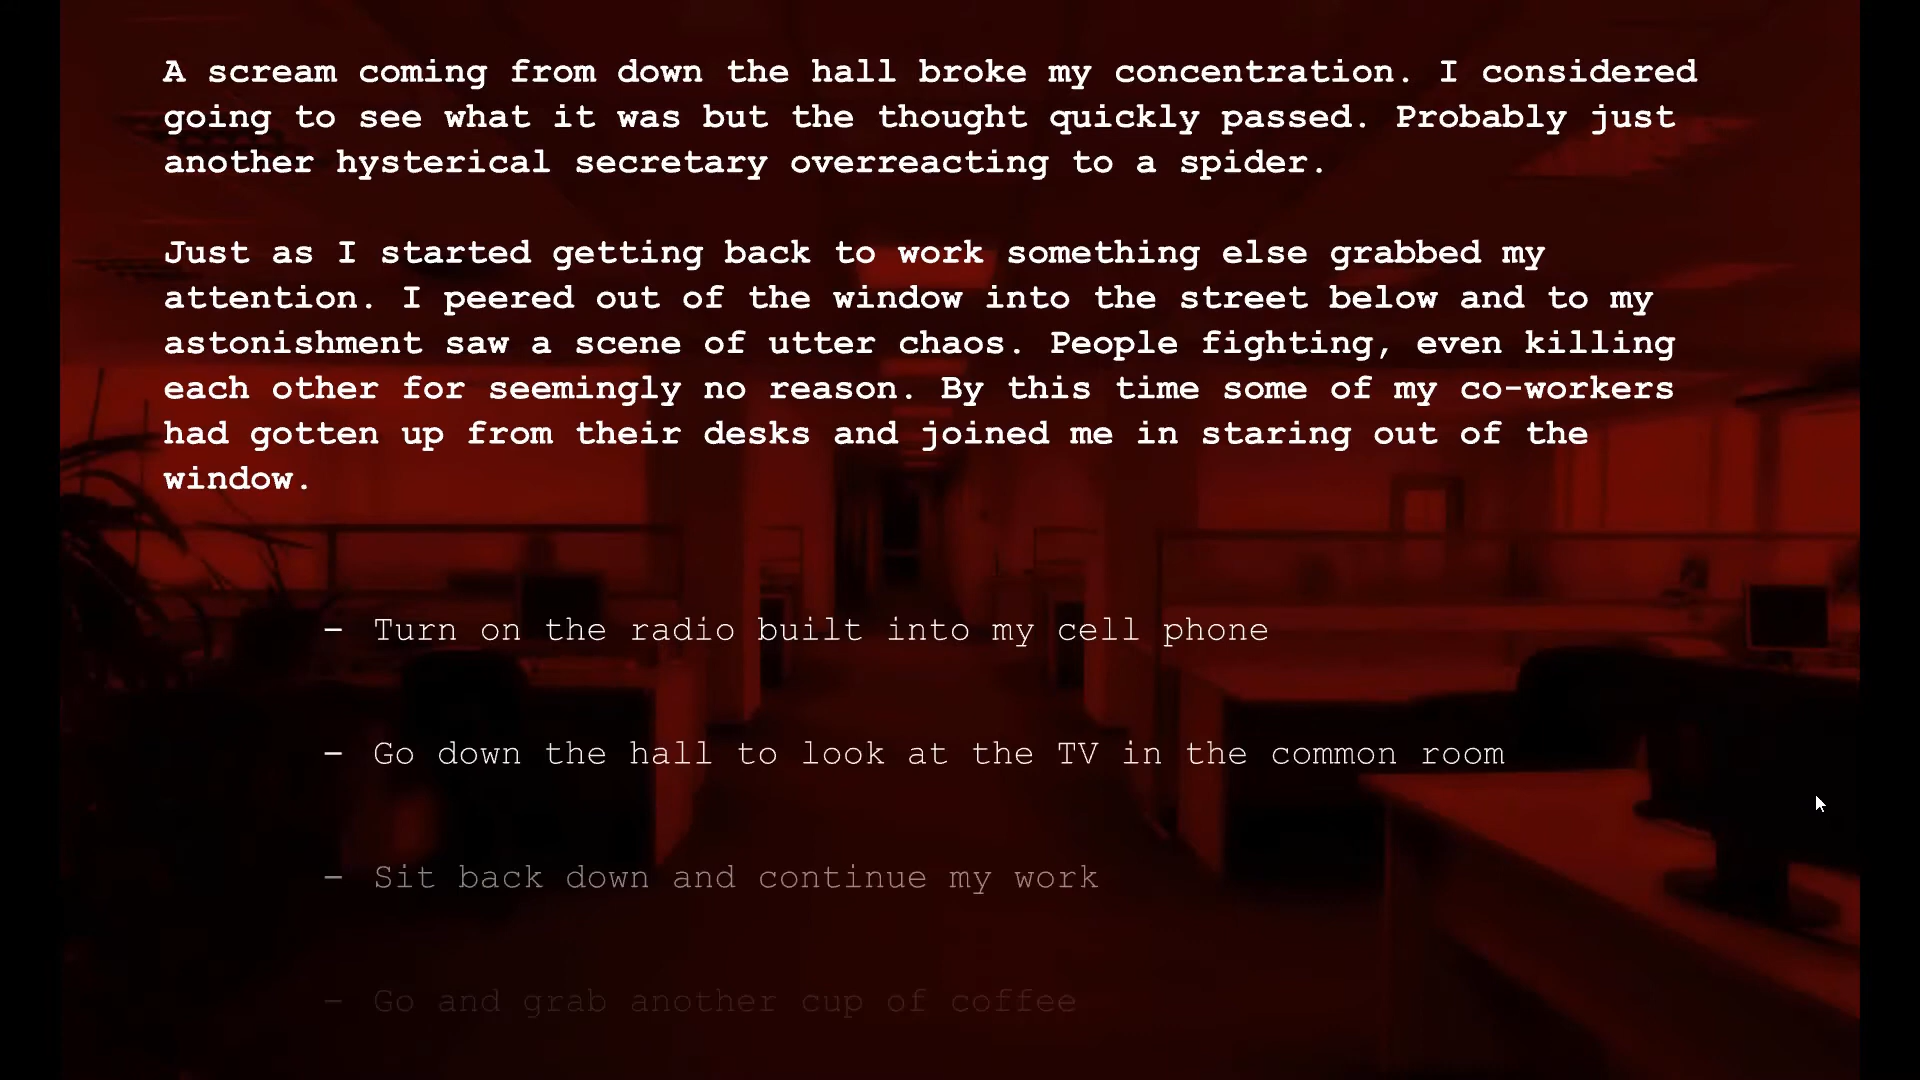 A scream coming from down the hall broke my concentration. I considered
going to see what it was but the thought quickly passed. Probably just
another hysterical secretary overreacting to a spider.
Just as I started getting back to work something else grabbed my
attention. I peered out of the window into the street below and to my
astonishment saw a scene of utter chaos. People fighting, even killing
each other for seemingly no reason. By this time some of my co-workers
had gotten up from their desks and joined me in staring out of the
window.
- Turn on the radio built into my cell phone
- Go down the hall to look at the TV in the common room
- Sit back down and continue my work
- Go and grab another cup of coffee